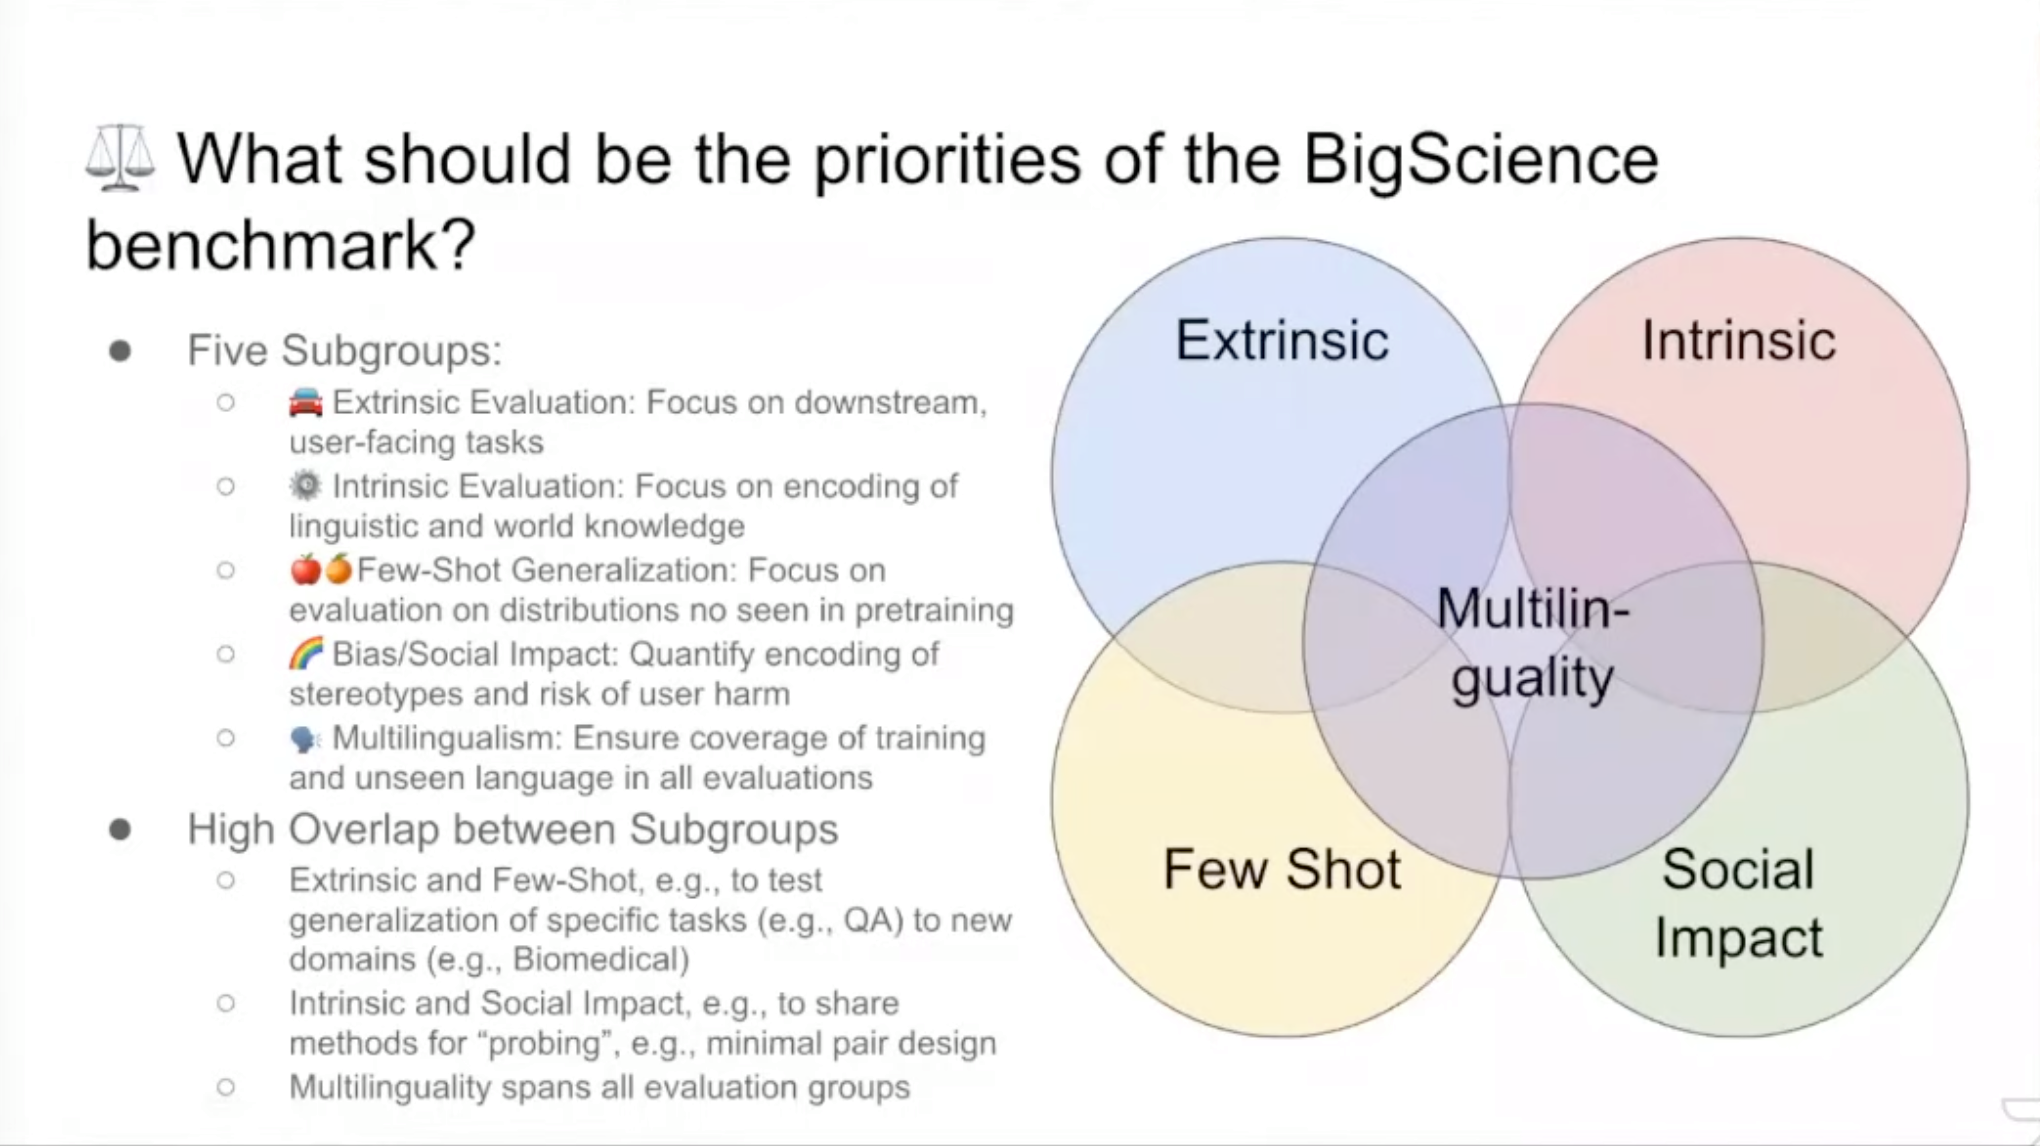 ⚖️ What should be the priorities of the BigScience
benchmark?
● Five Subgroups:
○ 🚘 Extrinsic Evaluation: Focus on downstream,
user-facing tasks
○ ⚙️ Intrinsic Evaluation: Focus on encoding of
linguistic and world knowledge
○ 🍎🍊Few-Shot Generalization: Focus on
evaluation on distributions no seen in pretraining
○ 🌈 Bias/Social Impact: Quantify encoding of
stereotypes and risk of user harm
○ 🗣️ Multilingualism: Ensure coverage of training
and unseen language in all evaluations
● High Overlap between Subgroups
○ Extrinsic and Few-Shot, e.g., to test
generalization of specific tasks (e.g., QA) to new
domains (e.g., Biomedical)
○ Intrinsic and Social Impact, e.g., to share
methods for “probing”, e.g., minimal pair design
○ Multilinguality spans all evaluation groups
Extrinsic
Intrinsic
Multilin-
guality
Few Shot
Social
Impact